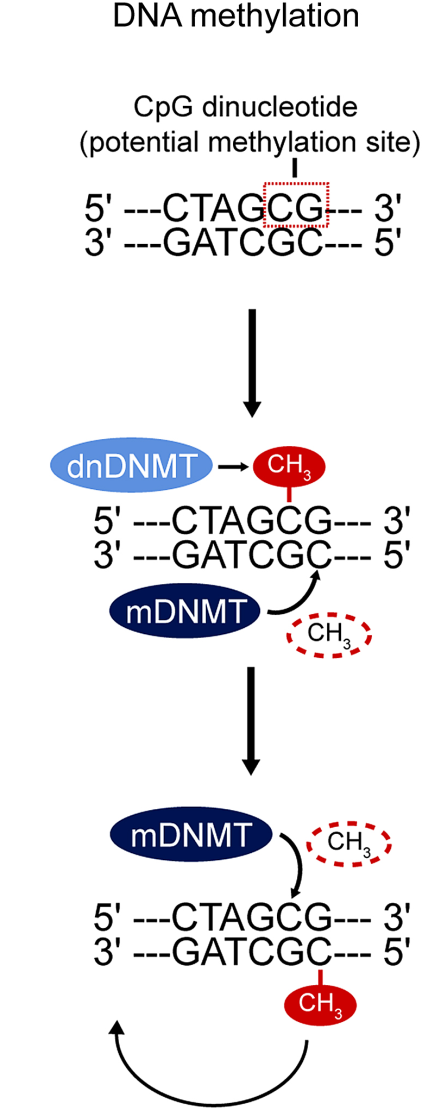 DNA methylation
CpG dinucleotide
(potential methylation site)
5' ---CTAGCG--- 3'
3' ---GATCGC--- 5'
dnDNMT
CH3
5' ---CTAGCG--- 3'
3' ---GATCGC--- 5'
mDNMT
CH3
mDNMT
CH3
5' ---CTAGCG--- 3'
3' ---GATCGC--- 5'
CH3